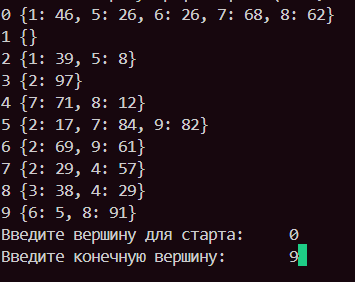 0 {1: 46, 5: 26, 6: 26, 7: 68, 8: 62}
1 {}
2 {1: 39, 5: 8}
3 {2: 97}
4 {7: 71, 8: 12}
5 {2: 17, 7: 84, 9: 82}
6 {2: 69, 9: 61}
7 {2: 29, 4: 57}
8 {3: 38, 4: 29}
9 {6: 5, 8: 91}
Введите вершину для старта: 0
Введите конечную вершину: 9